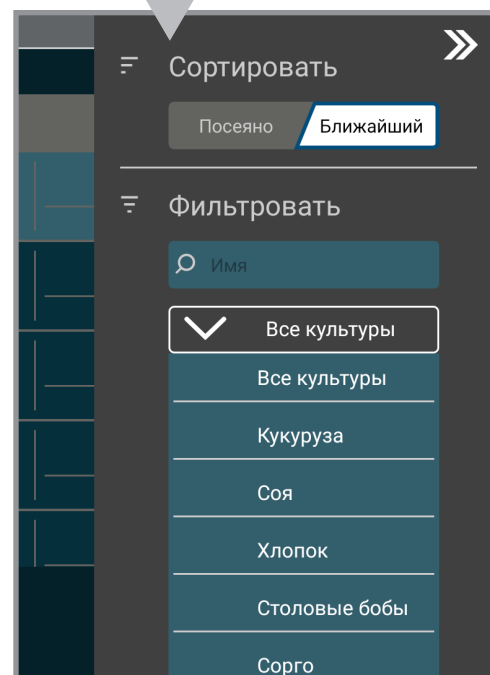 Сортировать
Посеяно Ближайший
Фильтровать
Имя
Все культуры
Все культуры
Кукуруза
Соя
Хлопок
Столовые бобы
Сорго